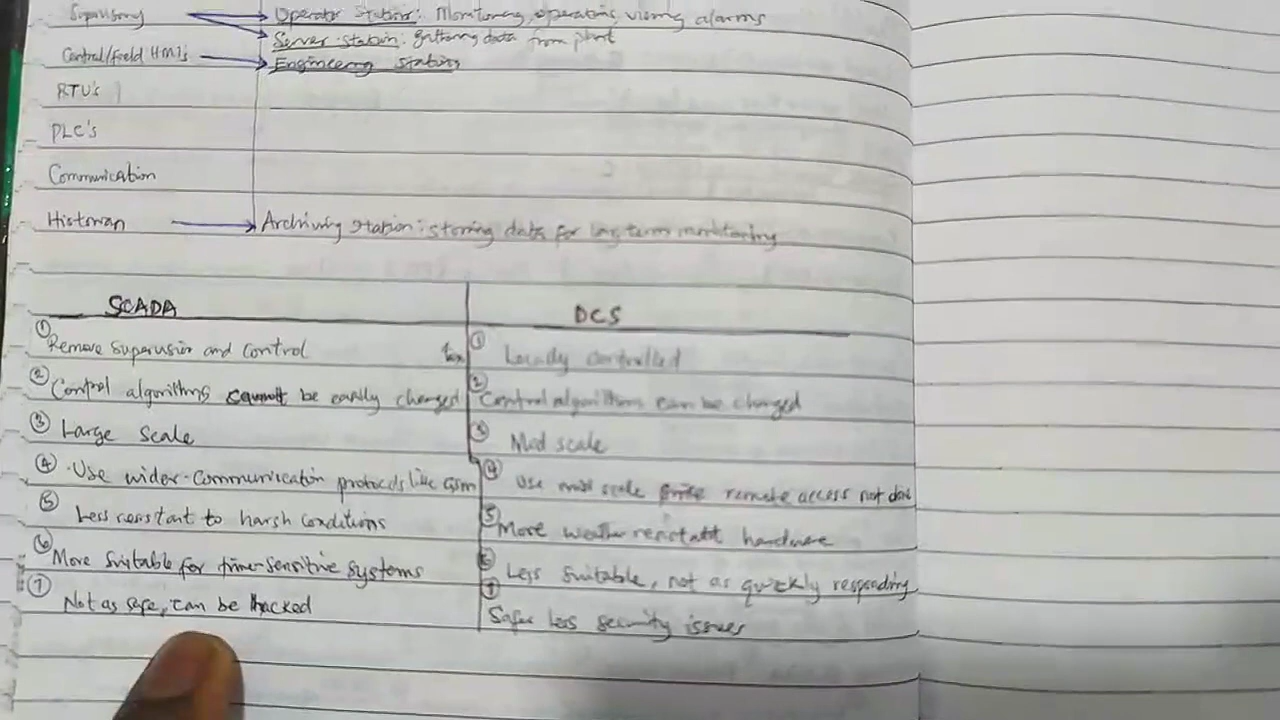 Supervisory Operator Station: Monitoring, operations, viewing alarms
Server station: gathering data from plant
Control/field HMI's Engineering station
RTU's
PLC's
Communication
Historian Archiving station: storing data for long term monitoring
SCADA DCS
① Remove supervision and control ① Locally controlled
② Control algorithms cannot be easily changed ② Control algorithms can be changed
③ Large scale ③ Mid scale
④ Use wider communication protocols like GSM ④ Use mid scale remote access not done
⑤ Less resistant to harsh conditions ⑤ More weather resistant hardware
⑥ More suitable for time-sensitive systems ⑥ Less suitable, not as quickly responding
⑦ Not as safe, can be hacked ⑦ Safer less security issues